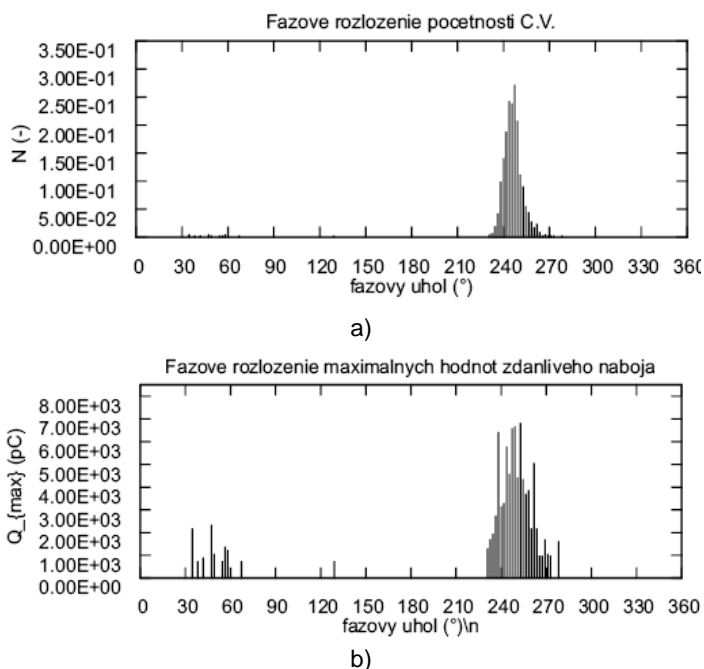 Fazove rozlozenie pocetnosti C.V.
3.50E-01
3.00E-01
2.50E-01
2.00E-01
1.50E-01
1.00E-01
5.00E-02
0.00E+00
N (-)
0 30 60 90 120 150 180 210 240 270 300 330 360
fazovy uhol (°)
a)
Fazove rozlozenie maximalnych hodnot zdanliveho naboja
8.00E+03
7.00E+03
6.00E+03
5.00E+03
4.00E+03
3.00E+03
2.00E+03
1.00E+03
0.00E+00
Q_{max} (pC)
0 30 60 90 120 150 180 210 240 270 300 330 360
fazovy uhol (°)\n
b)